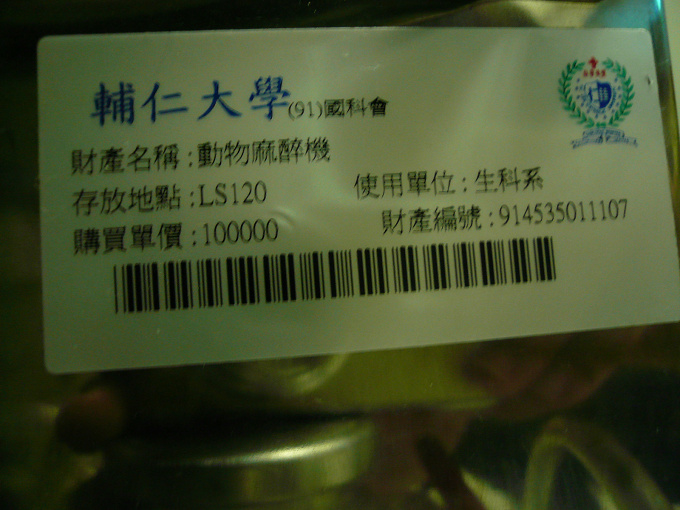 輔仁大學(91)國科會
財產名稱:動物麻醉機
存放地點:LS120 使用單位:生科系
購買單價:100000 財產編號:914535011107